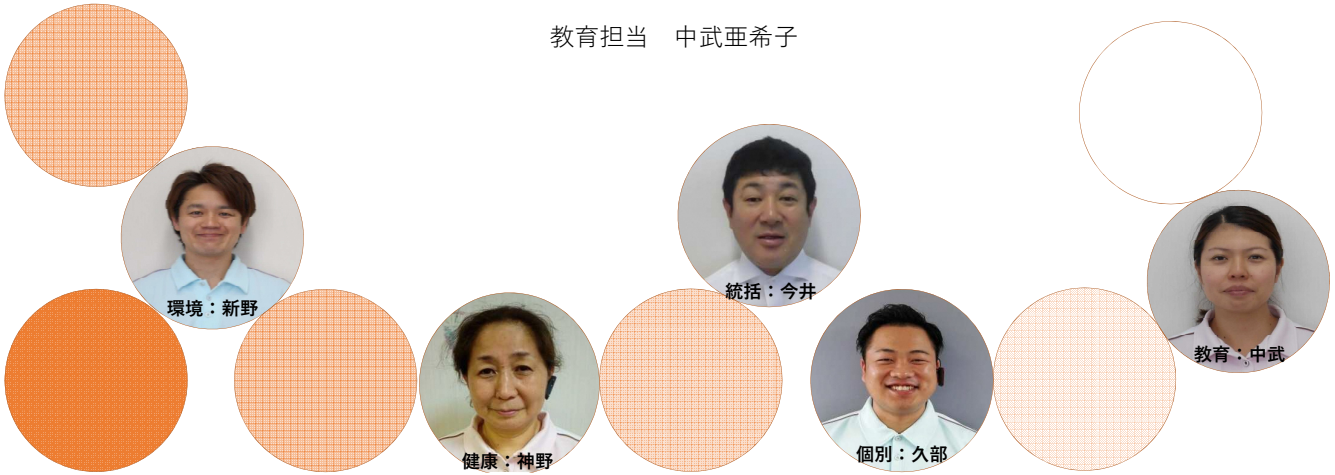 教育担当　中武亜希子
環境：新野
統括：今井
教育：中武
健康：神野
個別：久部